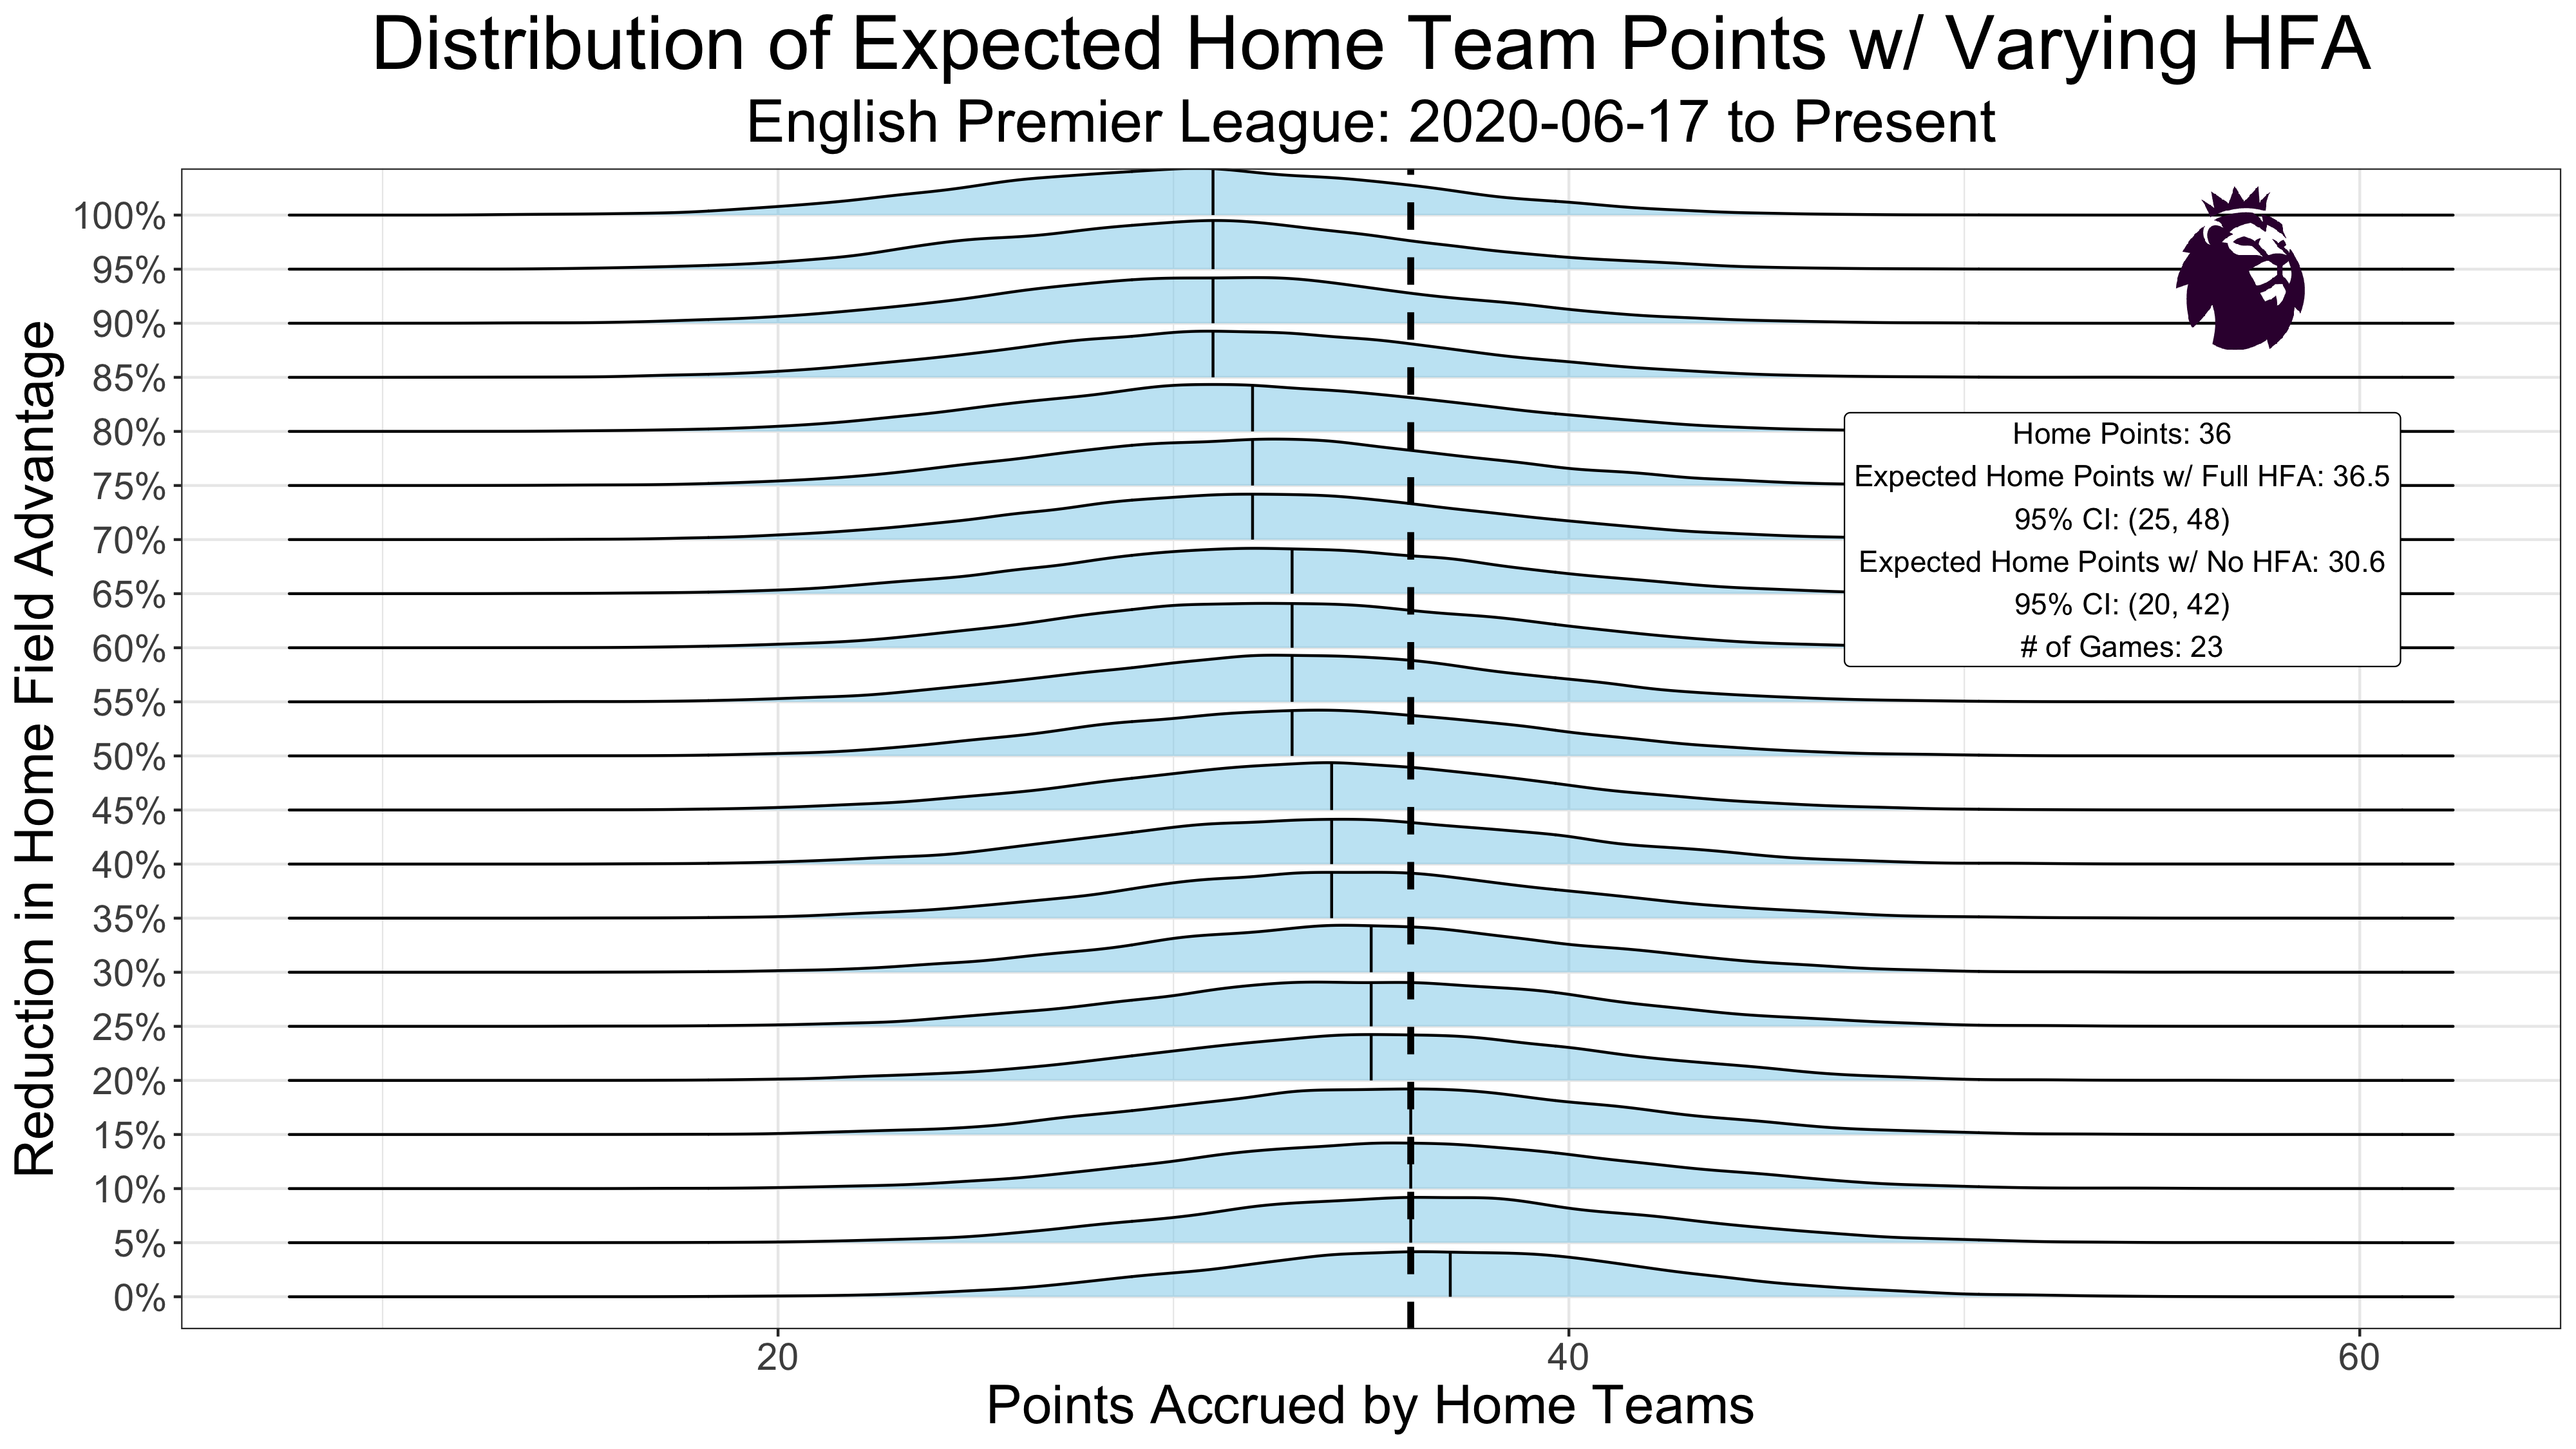 Distribution of Expected Home Team Points w/ Varying HFA
English Premier League: 2020-06-17 to Present
Reduction in Home Field Advantage
100%
95%
90%
85%
80%
75%
70%
65%
60%
55%
50%
45%
40%
35%
30%
25%
20%
15%
10%
5%
0%
Home Points: 36
Expected Home Points w/ Full HFA: 36.5
95% CI: (25, 48)
Expected Home Points w/ No HFA: 30.6
95% CI: (20, 42)
# of Games: 23
20 40 60
Points Accrued by Home Teams